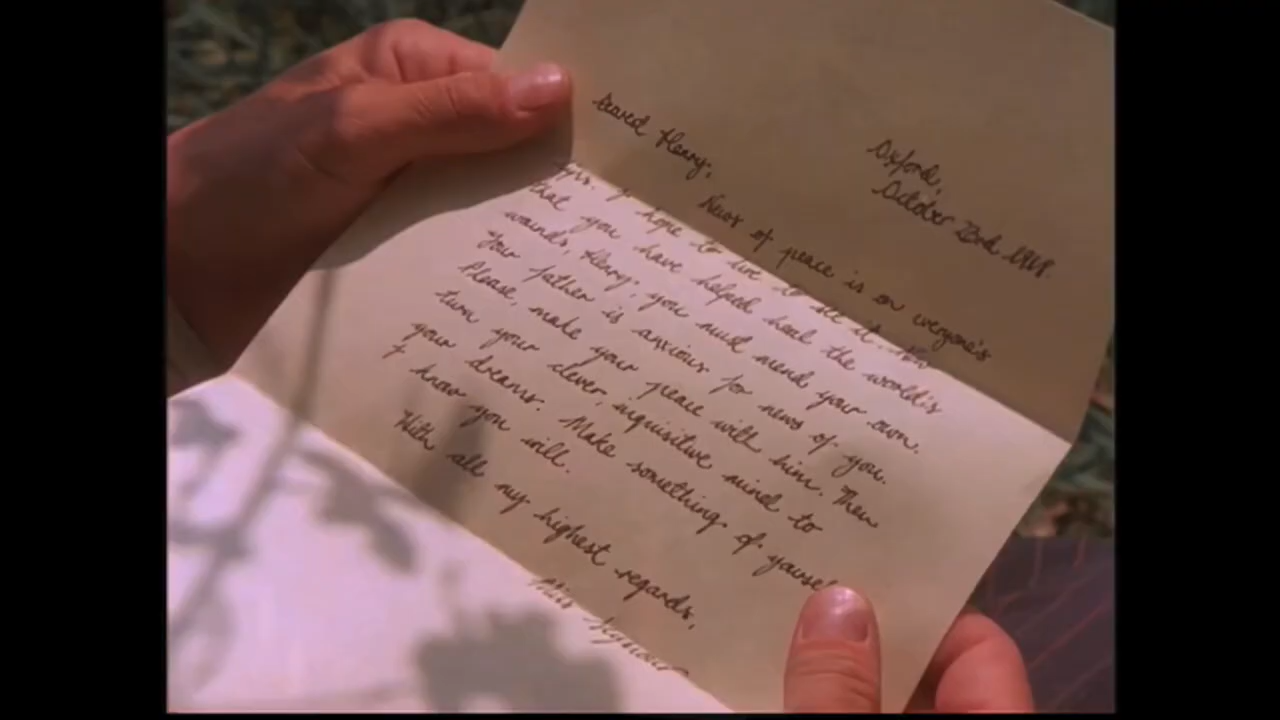 Oxford,
October 23rd 1918.
Dearest Henry,
News of peace is on everyone's
lips. I hope to live to see it. Now
that you have helped heal the world's
wounds, Henry, you must mend your own.
Your father is anxious for news of you.
Please, make your peace with him. Then
turn your clever, inquisitive mind to
your dreams. Make something of yourself
I know you will.
With all my highest regards,
Miss Seymour